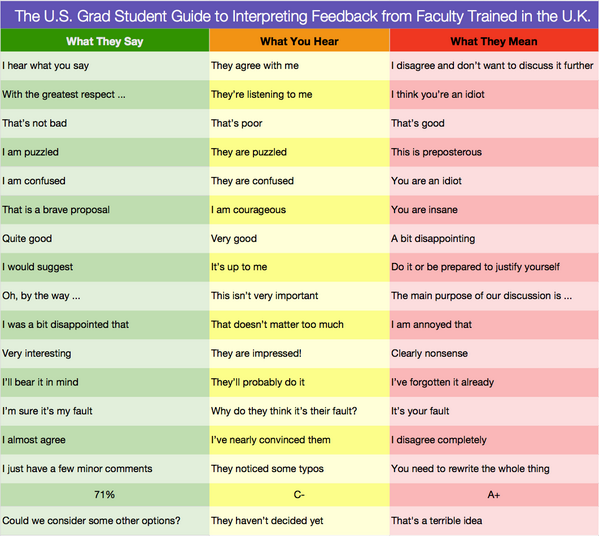 The U.S. Grad Student Guide to Interpreting Feedback from Faculty Trained in the U.K.
What They Say What You Hear What They Mean
I hear what you say They agree with me I disagree and don't want to discuss it further
With the greatest respect ... They're listening to me I think you're an idiot
That's not bad That's poor That's good
I am puzzled They are puzzled This is preposterous
I am confused They are confused You are an idiot
That is a brave proposal I am courageous You are insane
Quite good Very good A bit disappointing
I would suggest It's up to me Do it or be prepared to justify yourself
Oh, by the way ... This isn't very important The main purpose of our discussion is ...
I was a bit disappointed that That doesn't matter too much I am annoyed that
Very interesting They are impressed! Clearly nonsense
I'll bear it in mind They'll probably do it I've forgotten it already
I'm sure it's my fault Why do they think it's their fault? It's your fault
I almost agree I've nearly convinced them I disagree completely
I just have a few minor comments They noticed some typos You need to rewrite the whole thing
71% C- A+
Could we consider some other options? They haven't decided yet That's a terrible idea